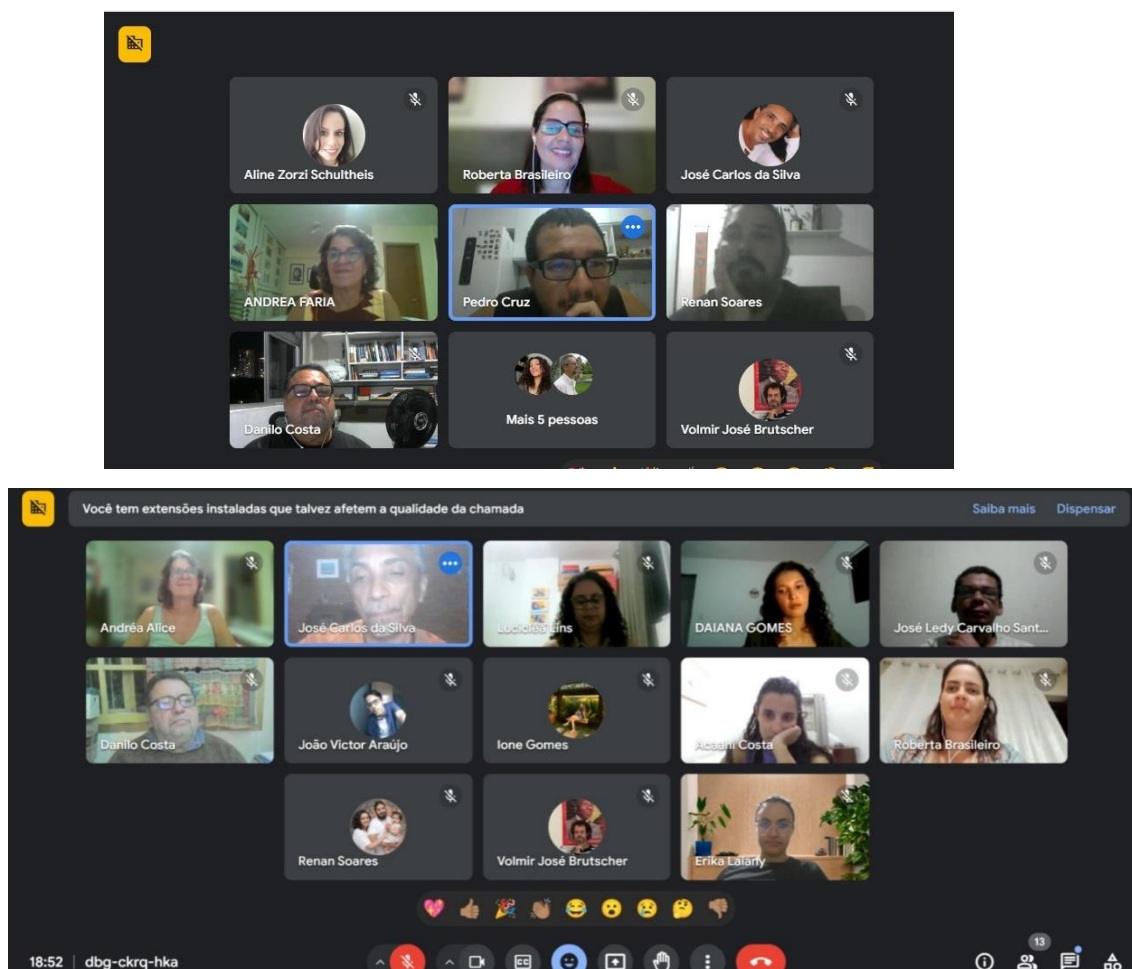 Aline Zorzi Schultheis
Roberta Brasileiro
José Carlos da Silva
ANDREA FARIA
Pedro Cruz
Renan Soares
Danilo Costa
Mais 5 pessoas
Volmir José Brutscher
Você tem extensões instaladas que talvez afetem a qualidade da chamada
Saiba mais
Dispensar
Andréa Alice
José Carlos da Silva
Lucicléa Lins
DAIANA GOMES
José Ledy Carvalho Sant...
Danilo Costa
João Victor Araújo
Ione Gomes
Acaahi Costa
Roberta Brasileiro
Renan Soares
Volmir José Brutscher
Erika Laiany
13
18:52 | dbg-ckrq-hka